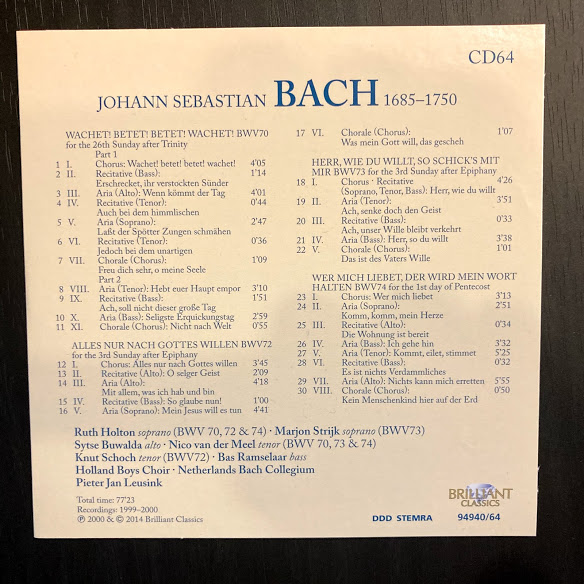 CD64
JOHANN SEBASTIAN BACH 1685–1750
WACHET! BETET! BETET! WACHET! BWV70
for the 26th Sunday after Trinity
Part 1
1 I. Chorus: Wachet! betet! betet! wachet! 4'05
2 II. Recitative (Bass): 1'14
Erschrecket, ihr verstockten Sünder
3 III. Aria (Alto): Wenn kömmt der Tag 4'01
4 IV. Recitative (Tenor): 0'44
Auch bei dem himmlischen
5 V. Aria (Soprano): 2'47
Laßt der Spötter Zungen schmähen
6 VI. Recitative (Tenor): 0'36
Jedoch bei dem unartigen
7 VII. Chorale (Chorus): 1'09
Freu dich sehr, o meine Seele
Part 2
8 VIII. Aria (Tenor): Hebt euer Haupt empor 3'10
9 IX. Recitative (Bass): 1'51
Ach, soll nicht dieser große Tag
10 X. Aria (Bass): Seligste Erquickungstag 2'59
11 XI. Chorale (Chorus): Nicht nach Welt 0'55
ALLES NUR NACH GOTTES WILLEN BWV72
for the 3rd Sunday after Epiphany
12 I. Chorus: Alles nur nach Gottes willen 3'45
13 II. Recitative (Alto): O selger Geist 2'09
14 III. Aria (Alto): 4'18
Mit allem, was ich hab und bin
15 IV. Recitative (Bass): So glaube nun! 1'00
16 V. Aria (Soprano): Mein Jesus will es tun 4'41
17 VI. Chorale (Chorus): 1'07
Was mein Gott will, das gescheh
HERR, WIE DU WILLT, SO SCHICK'S MIT
MIR BWV73 for the 3rd Sunday after Epiphany
18 I. Chorus · Recitative 4'26
(Soprano, Tenor, Bass): Herr, wie du willt
19 II. Aria (Tenor): 3'51
Ach, senke doch den Geist
20 III. Recitative (Bass): 0'33
Ach, unser Wille bleibt verkehrt
21 IV. Aria (Bass): Herr, so du willt 3'38
22 V. Chorale (Chorus): 1'01
Das ist des Vaters Wille
WER MICH LIEBET, DER WIRD MEIN WORT
HALTEN BWV74 for the 1st day of Pentecost
23 I. Chorus: Wer mich liebet 3'13
24 II. Aria (Soprano): 2'51
Komm, komm, mein Herze
25 III. Recitative (Alto): 0'34
Die Wohnung ist bereit
26 IV. Aria (Bass): Ich gehe hin 3'32
27 V. Aria (Tenor): Kommt, eilet, stimmet 5'25
28 VI. Recitative (Bass): 0'32
Es ist nichts Verdammliches
29 VII. Aria (Alto): Nichts kann mich erretten 5'55
30 VIII. Chorale (Chorus): 0'50
Kein Menschenkind hier auf der Erd
Ruth Holton soprano (BWV 70, 72 & 74) · Marjon Strijk soprano (BWV73)
Sytse Buwalda alto · Nico van der Meel tenor (BWV 70, 73 & 74)
Knut Schoch tenor (BWV72) · Bas Ramselaar bass
Holland Boys Choir · Netherlands Bach Collegium
Pieter Jan Leusink
Total time: 77'23
Recordings: 1999–2000
℗ 2000 & © 2014 Brilliant Classics
BRILLIANT
CLASSICS
DDD STEMRA 94940/64